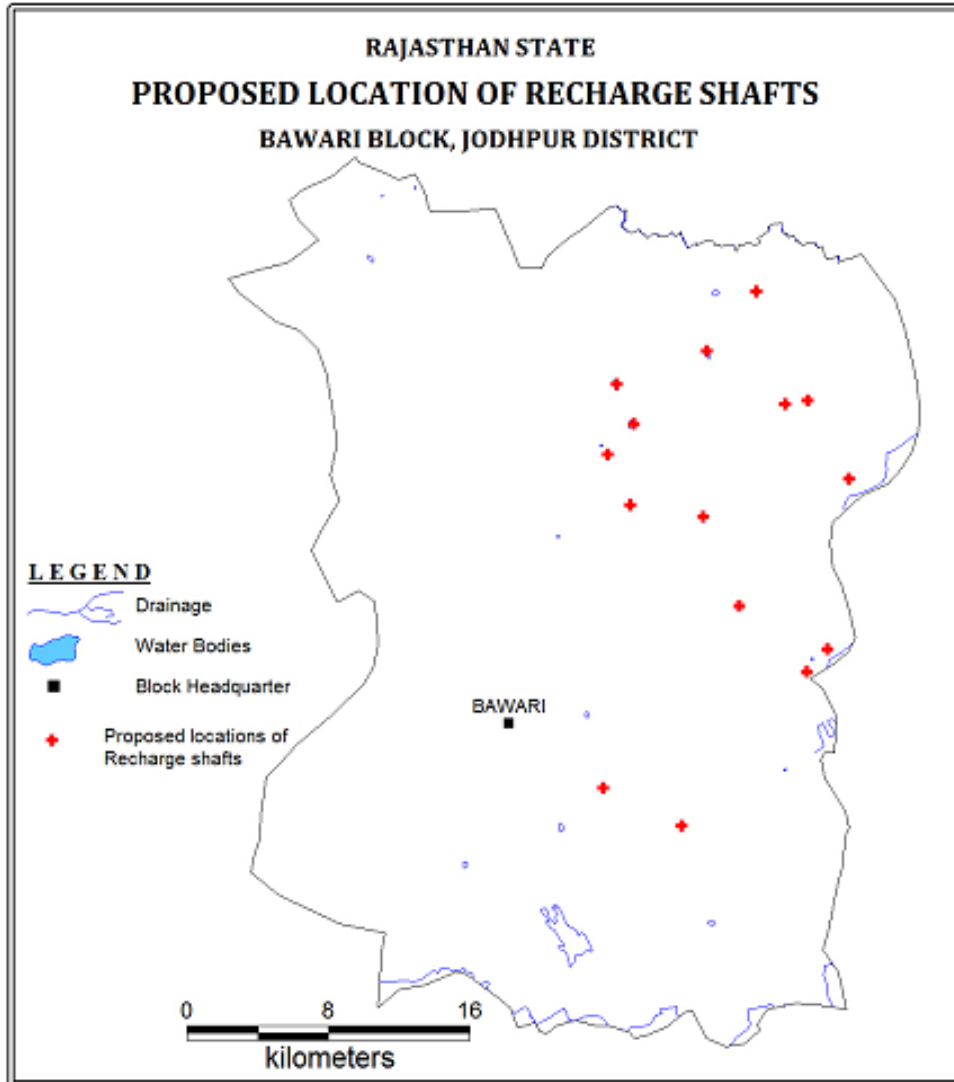 RAJASTHAN STATE
PROPOSED LOCATION OF RECHARGE SHAFTS
BAWARI BLOCK, JODHPUR DISTRICT
L E G E N D
Drainage
Water Bodies
Block Headquarter
Proposed locations of
Recharge shafts
BAWARI
0 8 16
kilometers